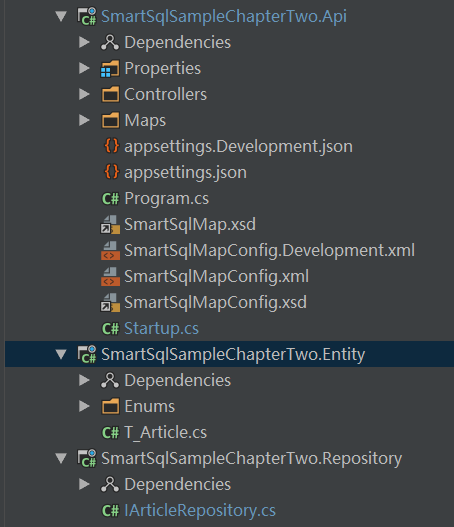 SmartSqlSampleChapterTwo.Api
Dependencies
Properties
Controllers
Maps
appsettings.Development.json
appsettings.json
C# Program.cs
SmartSqlMap.xsd
SmartSqlMapConfig.Development.xml
SmartSqlMapConfig.xml
SmartSqlMapConfig.xsd
C# Startup.cs
SmartSqlSampleChapterTwo.Entity
Dependencies
Enums
C# T_Article.cs
SmartSqlSampleChapterTwo.Repository
Dependencies
C# IArticleRepository.cs